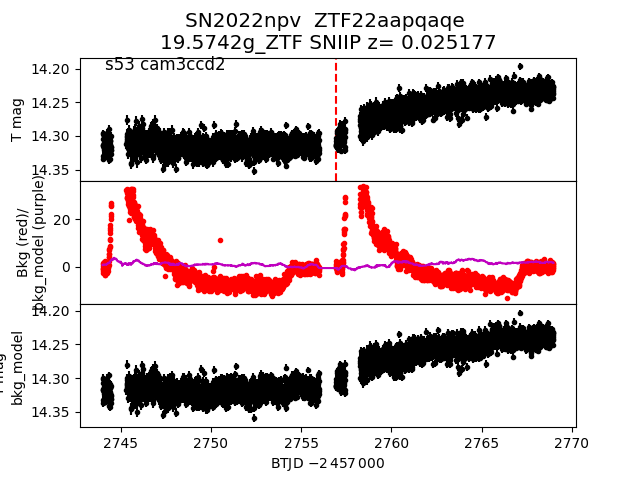 SN2022npv ZTF22aapqaqe
19.5742g_ZTF SNIIP z= 0.025177
s53 cam3ccd2
14.20
14.25
14.30
14.35
T mag
20
0
Bkg (red)/
bkg_model (purple)
14.20
14.25
14.30
14.35
mag
bkg_model
2745
2750
2755
2760
2765
2770
BTJD −2 457 000